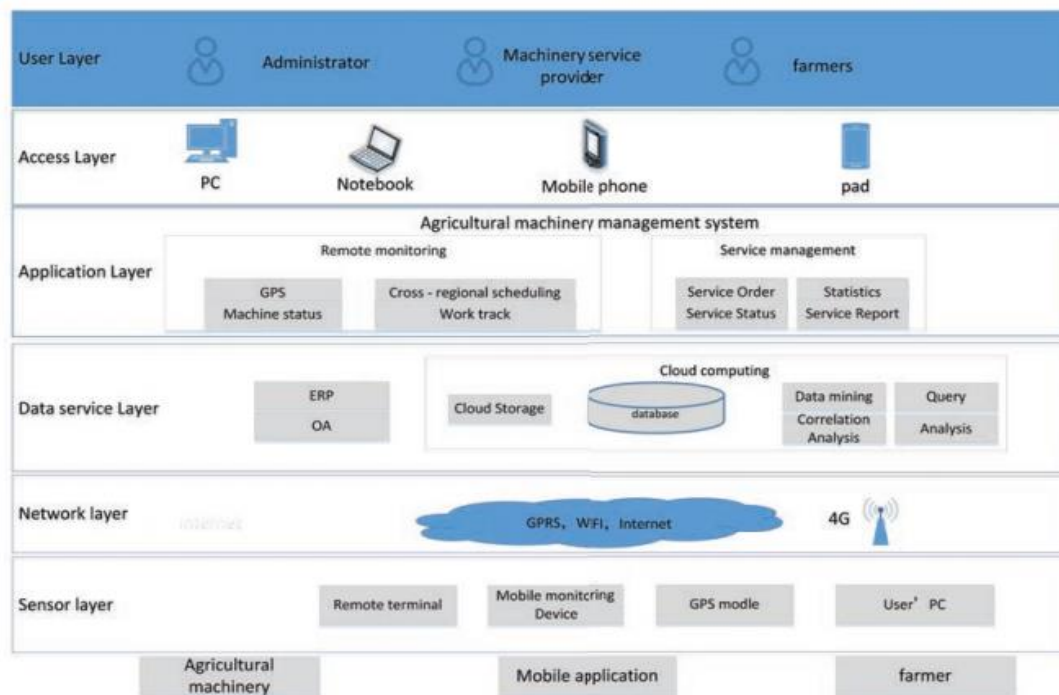 User Layer
Administrator
Machinery service
provider
farmers
Access Layer
PC
Notebook
Mobile phone
pad
Agricultural machinery management system
Application Layer
Remote monitoring
GPS
Machine status
Cross - regional scheduling
Work track
Service management
Service Order
Service Status
Statistics
Service Report
Data service Layer
ERP
OA
Cloud computing
Cloud Storage
database
Data mining
Correlation
Analysis
Query
Analysis
Network layer
Internet
GPRS, WIFI, Internet
4G
Sensor layer
Remote terminal
Mobile monitoring
Device
GPS modle
User' PC
Agricultural
machinery
Mobile application
farmer